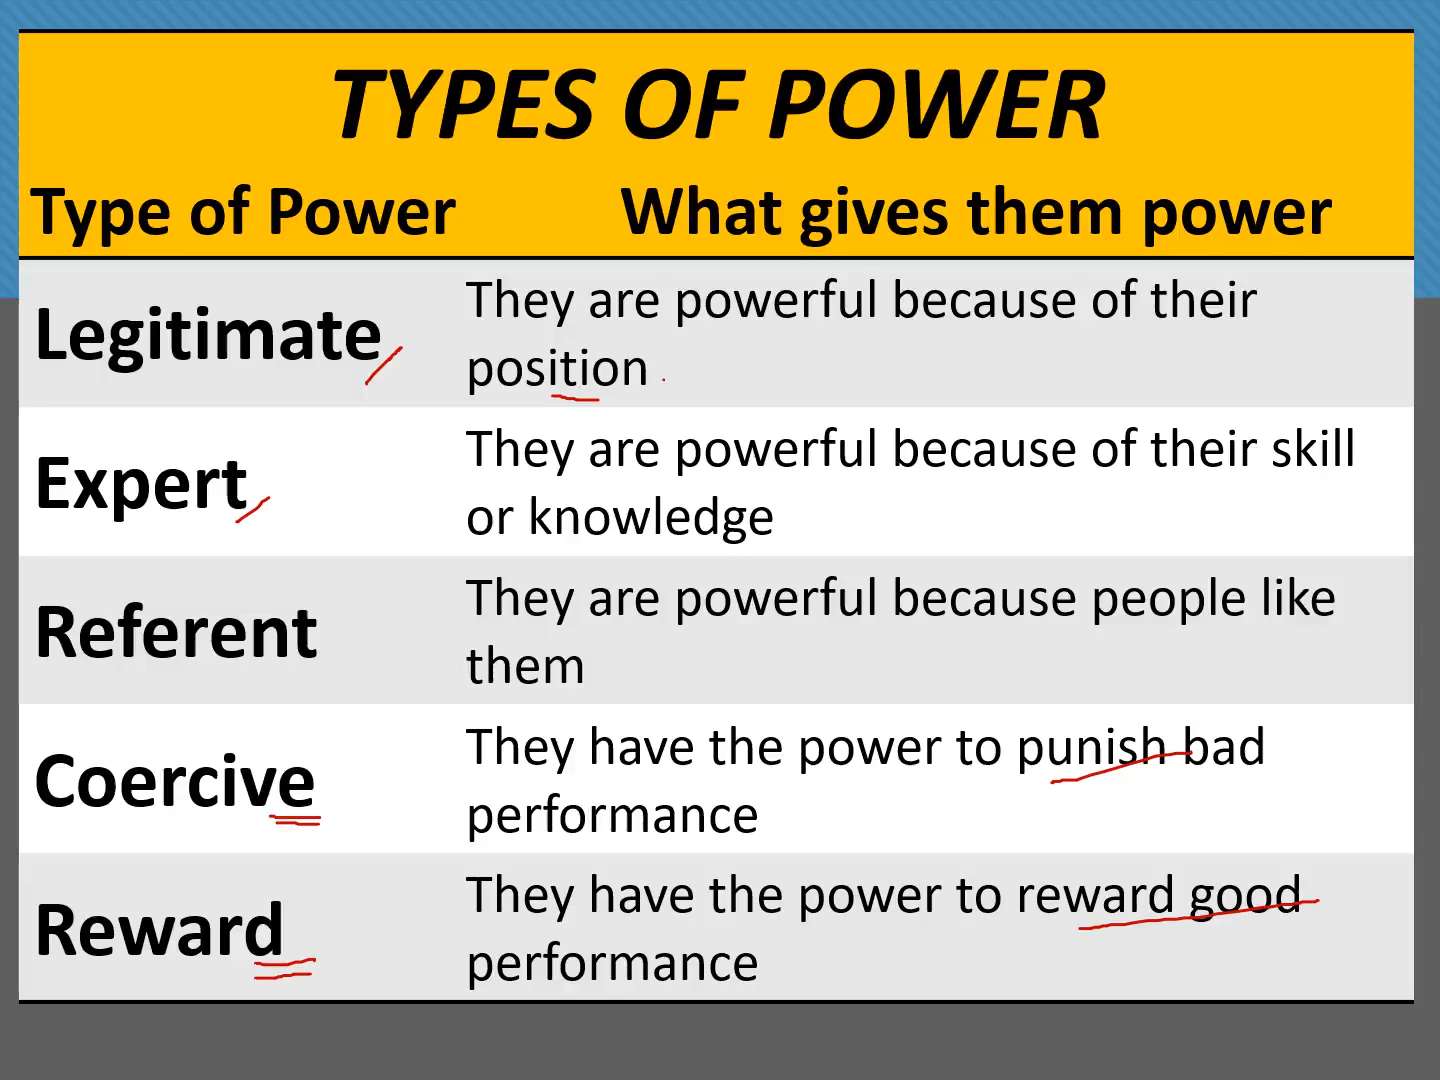 TYPES OF POWER
Type of Power What gives them power
Legitimate They are powerful because of their
position
Expert They are powerful because of their skill
or knowledge
Referent They are powerful because people like
them
Coercive They have the power to punish bad
performance
Reward They have the power to reward good
performance